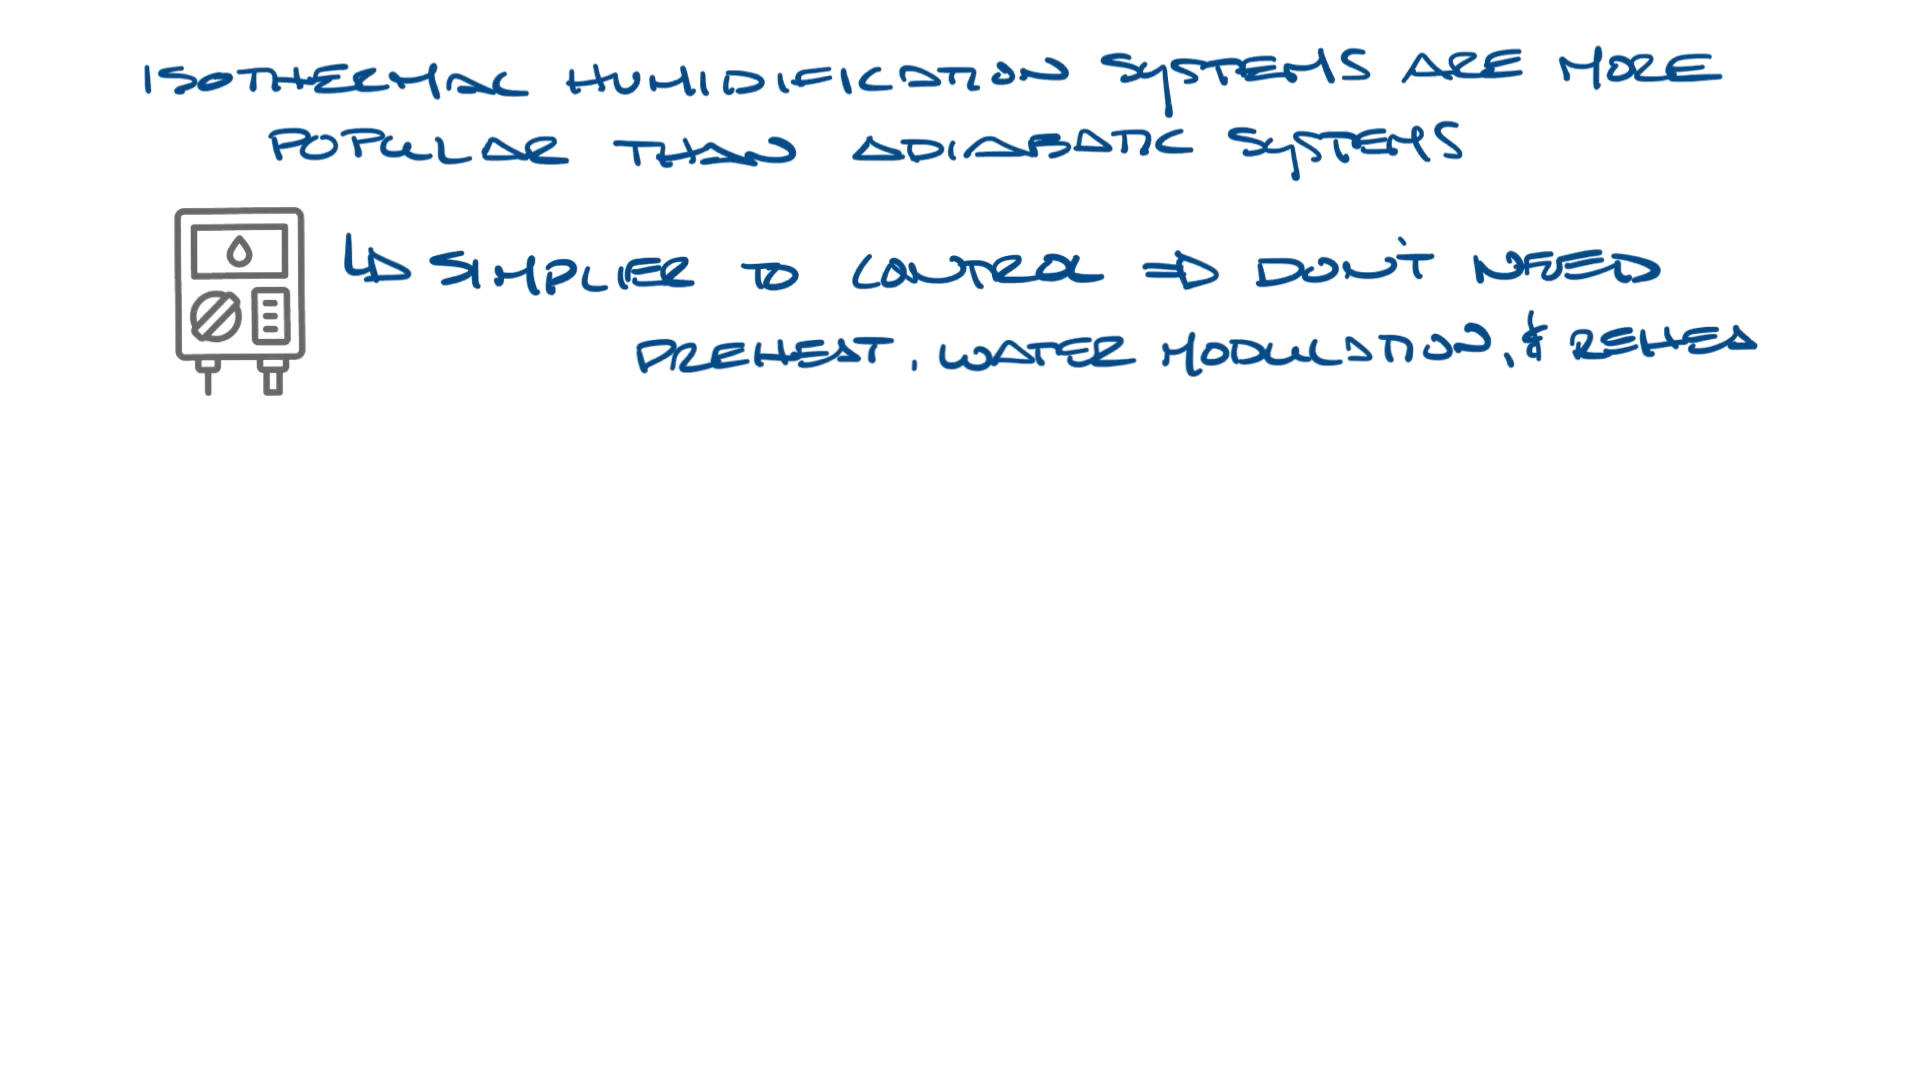 ISOTHERMAL HUMIDIFICATION SYSTEMS ARE MORE
POPULAR THAN ADIABATIC SYSTEMS
↳ SIMPLIER TO CONTROL ⇒ DON'T NEED
PREHEAT, WATER MODULATION, & REHEA